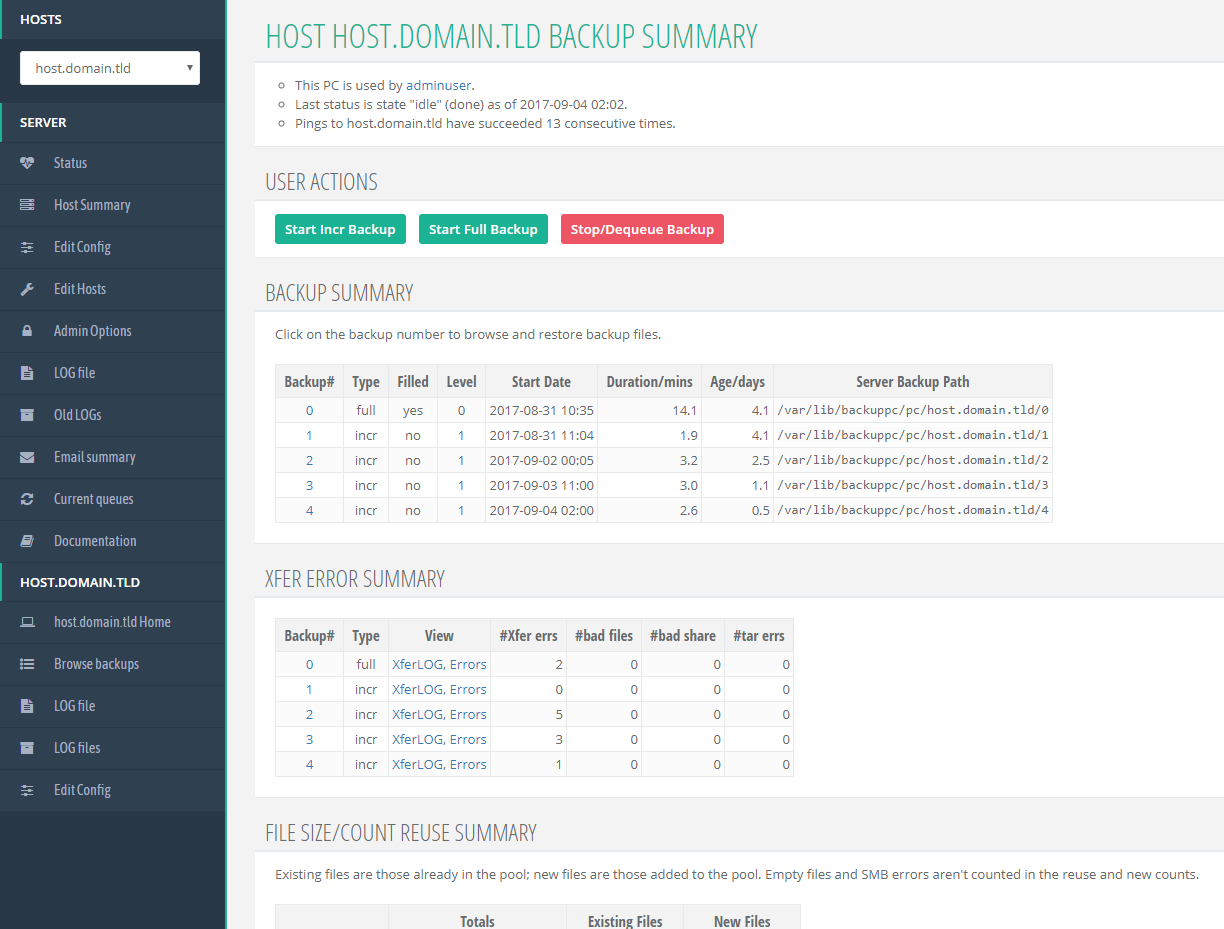 HOSTS
host.domain.tld
SERVER
Status
Host Summary
Edit Config
Edit Hosts
Admin Options
LOG file
Old LOGs
Email summary
Current queues
Documentation
HOST.DOMAIN.TLD
host.domain.tld Home
Browse backups
LOG file
LOG files
Edit Config
HOST HOST.DOMAIN.TLD BACKUP SUMMARY
This PC is used by adminuser.
Last status is state "idle" (done) as of 2017-09-04 02:02.
Pings to host.domain.tld have succeeded 13 consecutive times.
USER ACTIONS
Start Incr Backup Start Full Backup Stop/Dequeue Backup
BACKUP SUMMARY
Click on the backup number to browse and restore backup files.
Backup# Type Filled Level Start Date Duration/mins Age/days Server Backup Path
0 full yes 0 2017-08-31 10:35 14.1 4.1 /var/lib/backuppc/pc/host.domain.tld/0
1 incr no 1 2017-08-31 11:04 1.9 4.1 /var/lib/backuppc/pc/host.domain.tld/1
2 incr no 1 2017-09-02 00:05 3.2 2.5 /var/lib/backuppc/pc/host.domain.tld/2
3 incr no 1 2017-09-03 11:00 3.0 1.1 /var/lib/backuppc/pc/host.domain.tld/3
4 incr no 1 2017-09-04 02:00 2.6 0.5 /var/lib/backuppc/pc/host.domain.tld/4
XFER ERROR SUMMARY
Backup# Type View #Xfer errs #bad files #bad share #tar errs
0 full XferLOG, Errors 2 0 0 0
1 incr XferLOG, Errors 0 0 0 0
2 incr XferLOG, Errors 5 0 0 0
3 incr XferLOG, Errors 3 0 0 0
4 incr XferLOG, Errors 1 0 0 0
FILE SIZE/COUNT REUSE SUMMARY
Existing files are those already in the pool; new files are those added to the pool. Empty files and SMB errors aren't counted in the reuse and new counts.
Totals Existing Files New Files